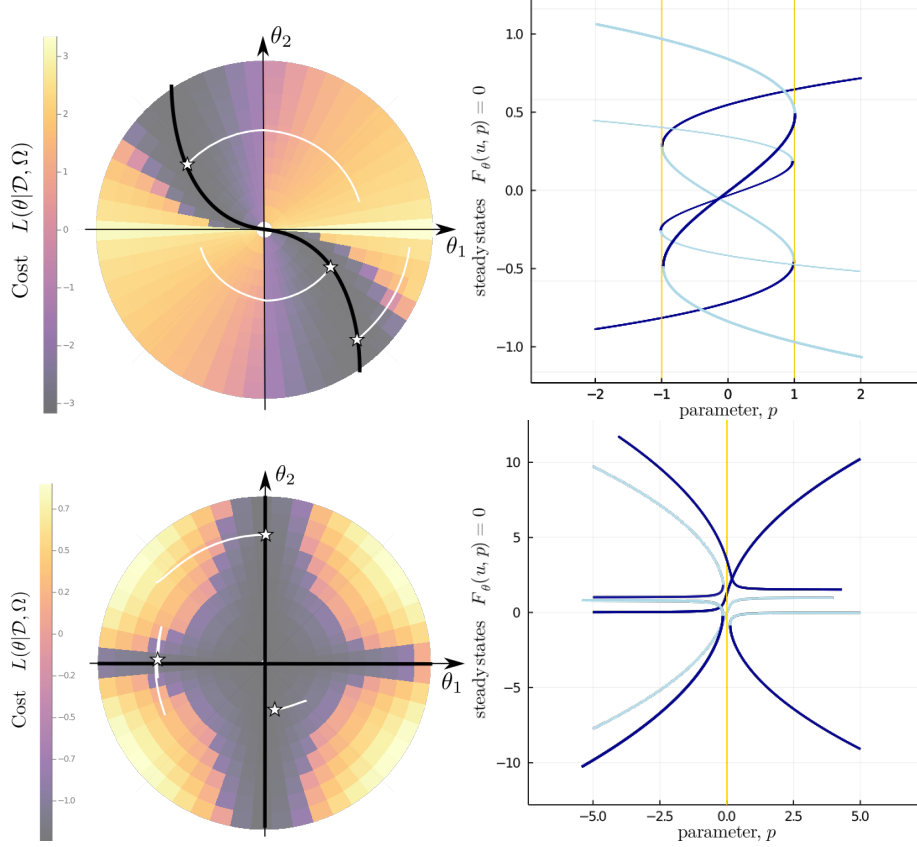 θ₂
Cost L(θ|𝒟, Ω)
3
2
1
0
−1
−2
−3
θ₁
steady states F_θ(u, p) = 0
1.0
0.5
0.0
-0.5
-1.0
-2 -1 0 1 2
parameter, p
θ₂
Cost L(θ|𝒟, Ω)
0.7
0.5
0.2
0
−0.2
−0.5
−0.7
−1.0
θ₁
steady states F_θ(u, p) = 0
10
5
0
-5
-10
-5.0 -2.5 0.0 2.5 5.0
parameter, p